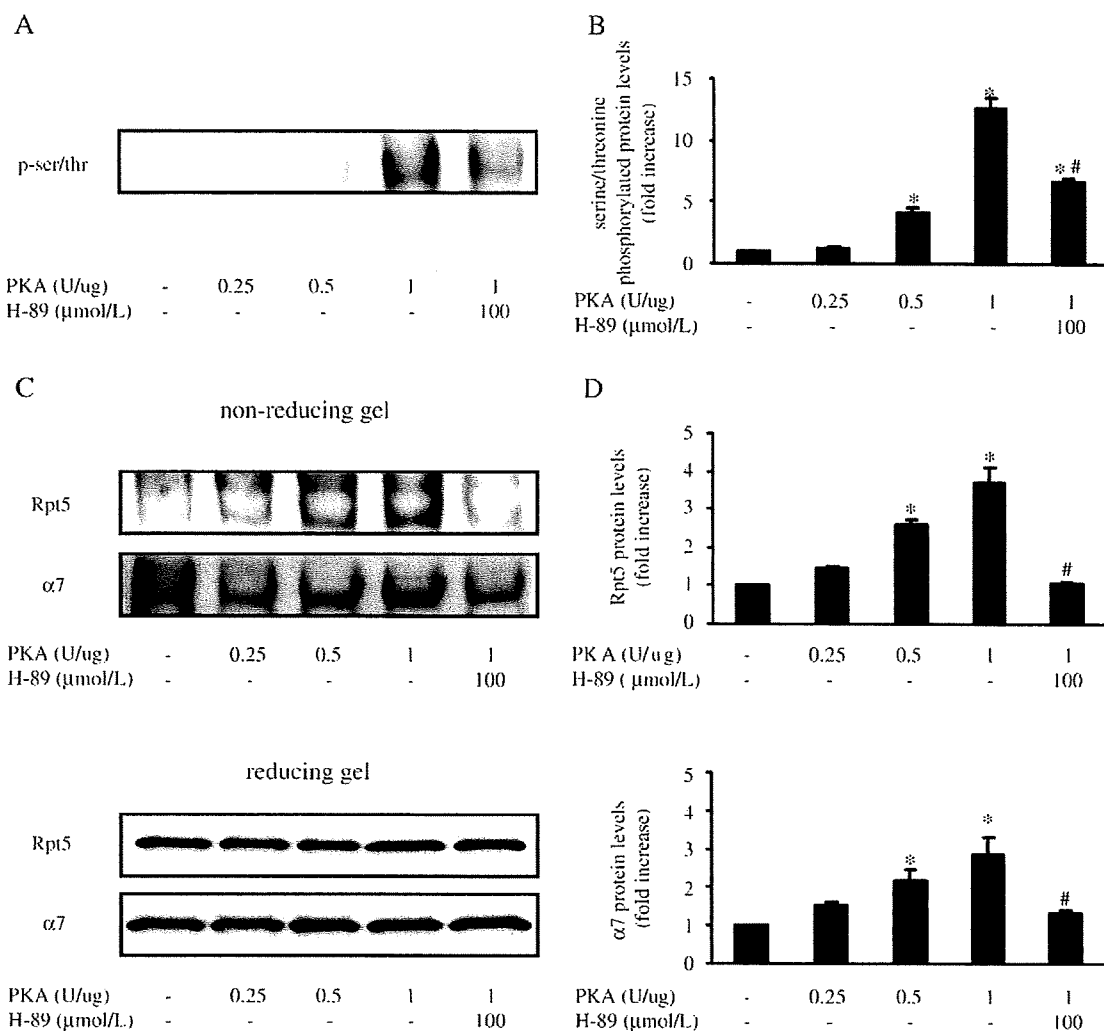 A
p-ser/thr
PKA (U/ug) - 0.25 0.5 1 1
H-89 (μmol/L) - - - - 100
B
serine/threonine
phosphorylated protein levels
(fold increase)
15
10
5
0
*
*
* #
PKA (U/ug) - 0.25 0.5 1 1
H-89 (μmol/L) - - - - 100
C
non-reducing gel
Rpt5
α7
PKA (U/ug) - 0.25 0.5 1 1
H-89 (μmol/L) - - - - 100
reducing gel
Rpt5
α7
PKA (U/ug) - 0.25 0.5 1 1
H-89 (μmol/L) - - - - 100
D
Rpt5 protein levels
(fold increase)
5
4
3
2
1
0
*
*
#
PKA (U/ug) - 0.25 0.5 1 1
H-89 ( μmol/L) - - - - 100
α7 protein levels
(fold increase)
5
4
3
2
1
0
*
*
#
PKA (U/ug) - 0.25 0.5 1 1
H-89 (μmol/L) - - - - 100